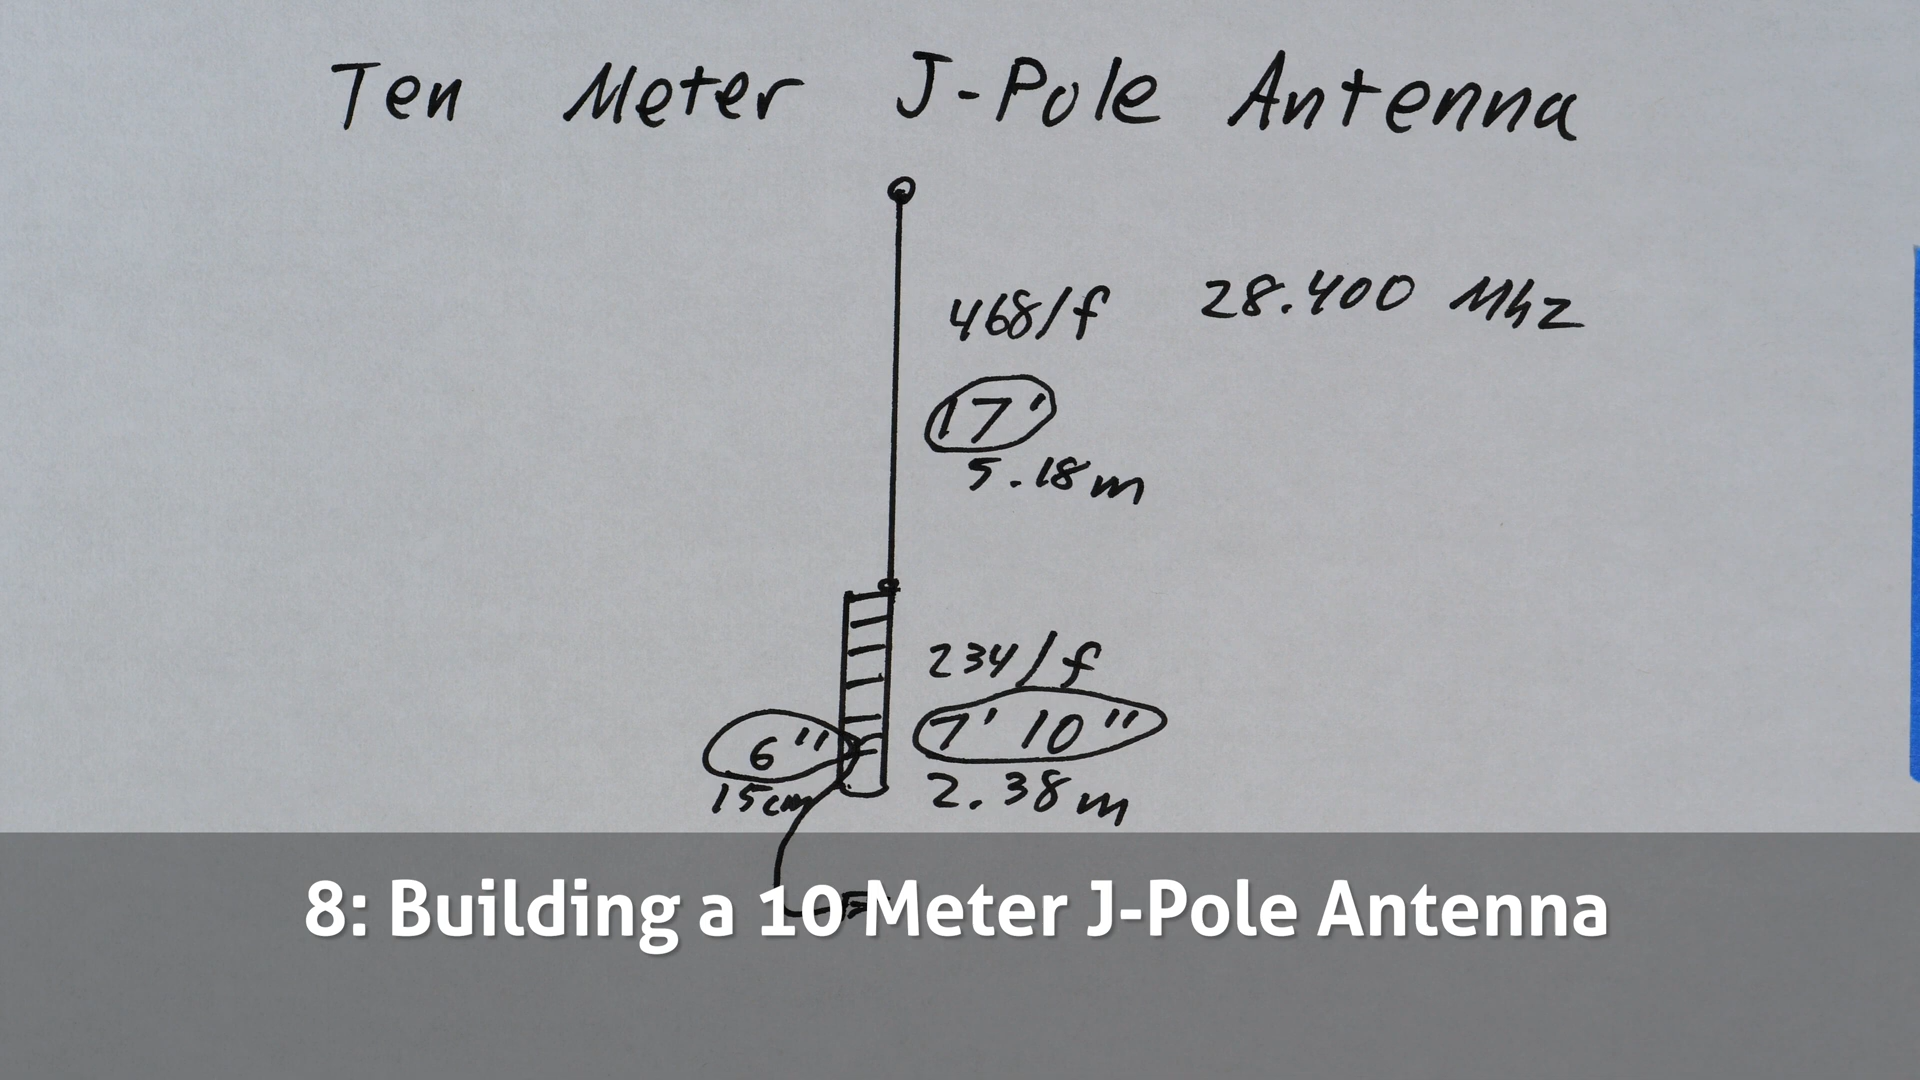 Ten Meter J-Pole Antenna
468/f 28.400 Mhz
17'
5.18m
234/f
6" 7' 10"
15cm 2.38m
8: Building a 10 Meter J-Pole Antenna